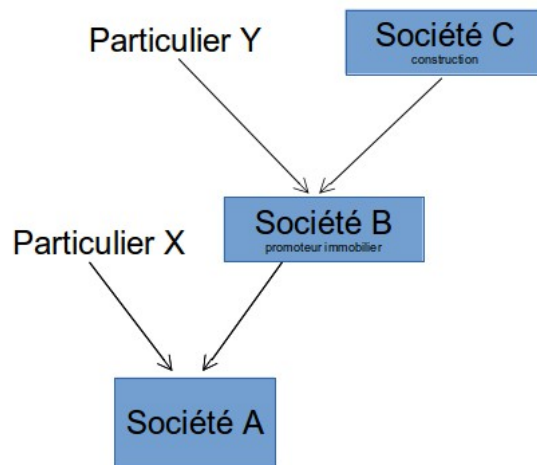 Particulier Y
Société C
construction
Société B
promoteur immobilier
Particulier X
Société A